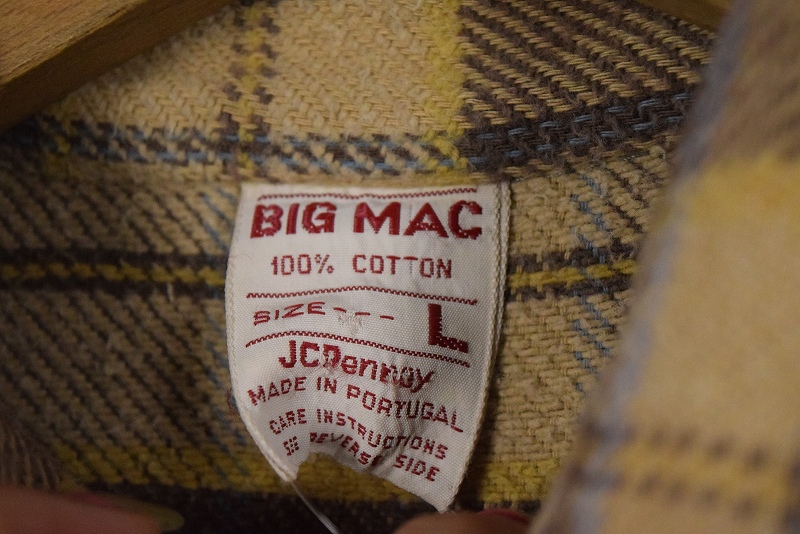 BIG MAC
100% COTTON
SIZE--- L
JCPenney
MADE IN PORTUGAL
CARE INSTRUCTIONS
SEE REVERSE SIDE